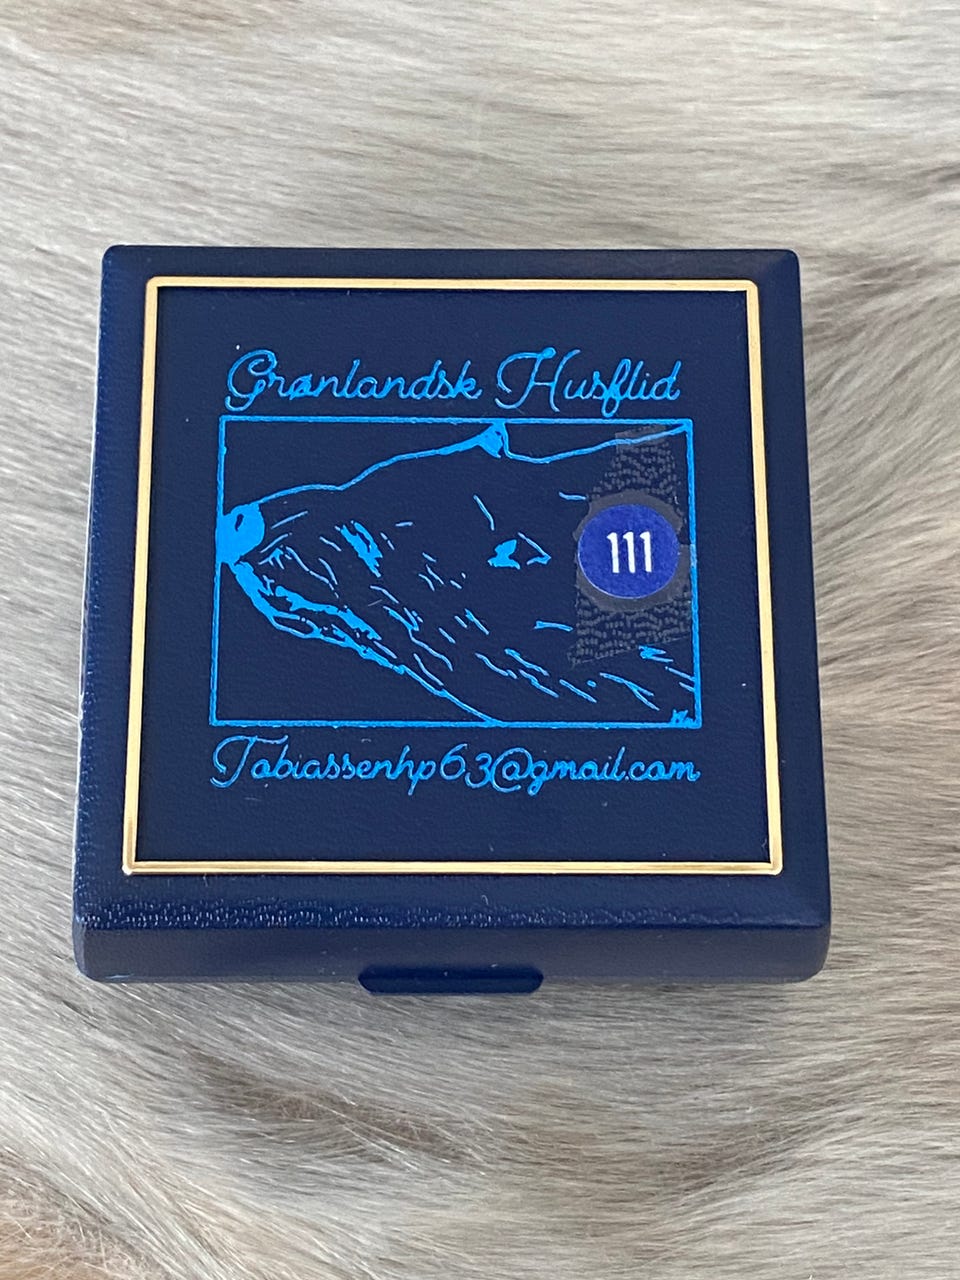 Grønlandsk Husflid
111
Tobiassenhp63@gmail.com